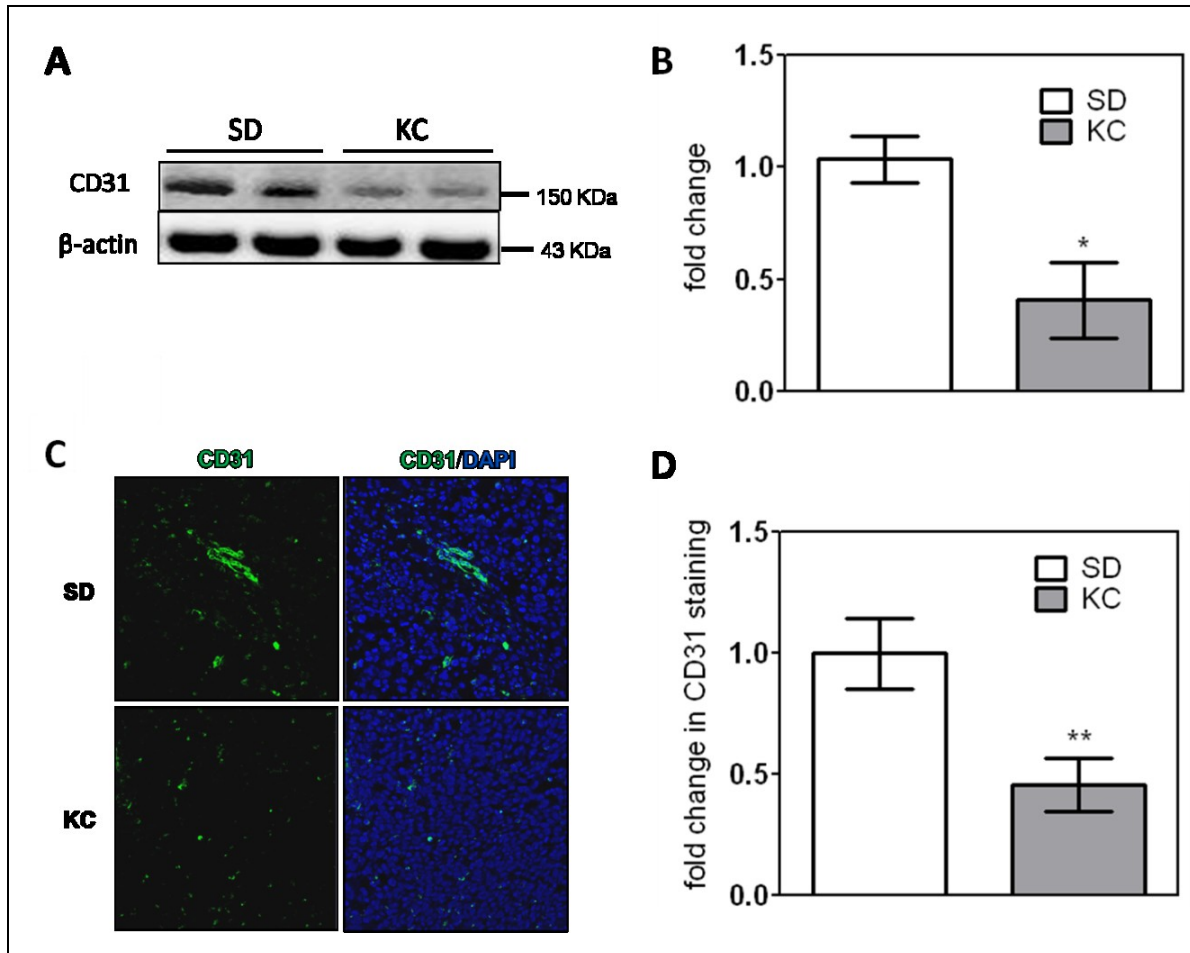 A
SD KC
CD31
150 KDa
β-actin
43 KDa
B
1.5
1.0
0.5
0.0
fold change
SD
KC
*
C
CD31 CD31/DAPI
SD
KC
D
1.5
1.0
0.5
0.0
fold change in CD31 staining
SD
KC
**